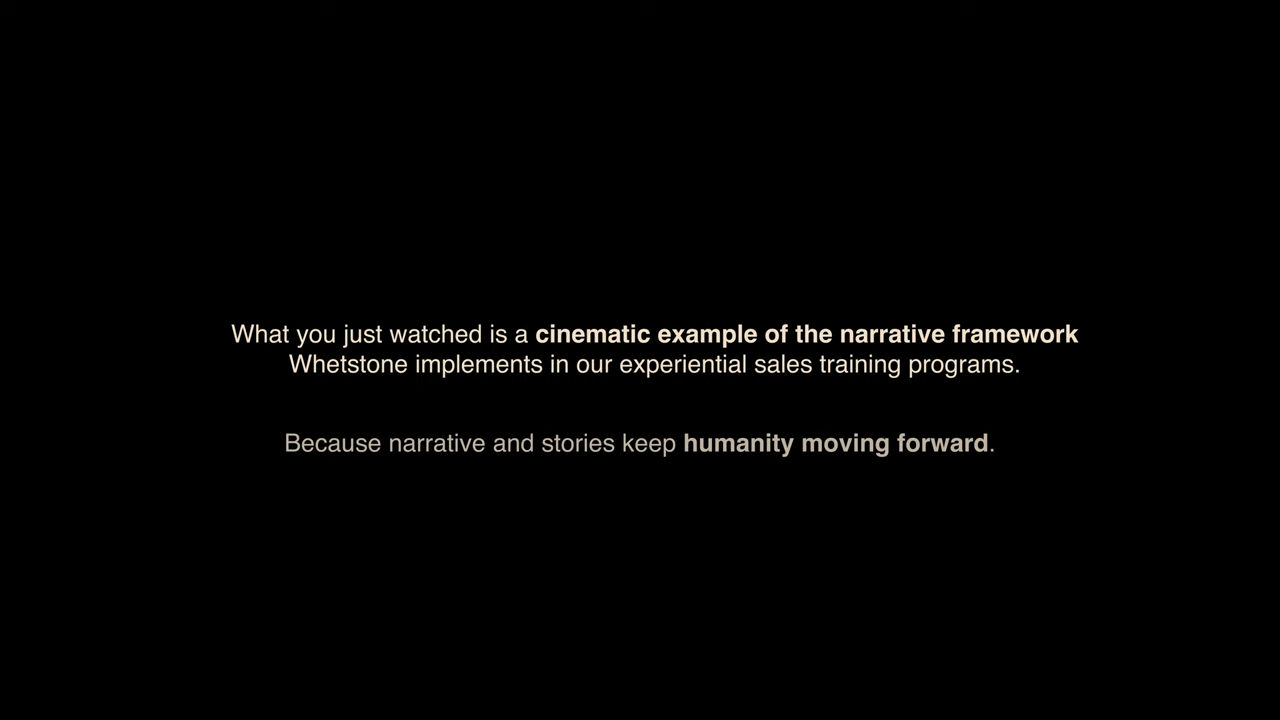 What you just watched is a cinematic example of the narrative framework
Whetstone implements in our experiential sales training programs.
Because narrative and stories keep humanity moving forward.